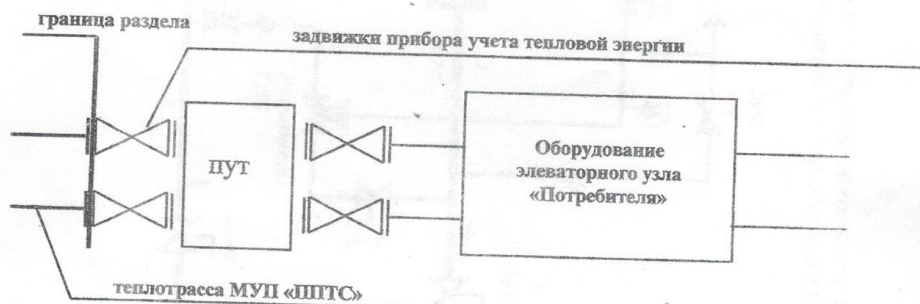 граница раздела
задвижки прибора учета тепловой энергии
ПУТ
Оборудование
элеваторного узла
«Потребителя»
теплотрасса МУП «ППТС»